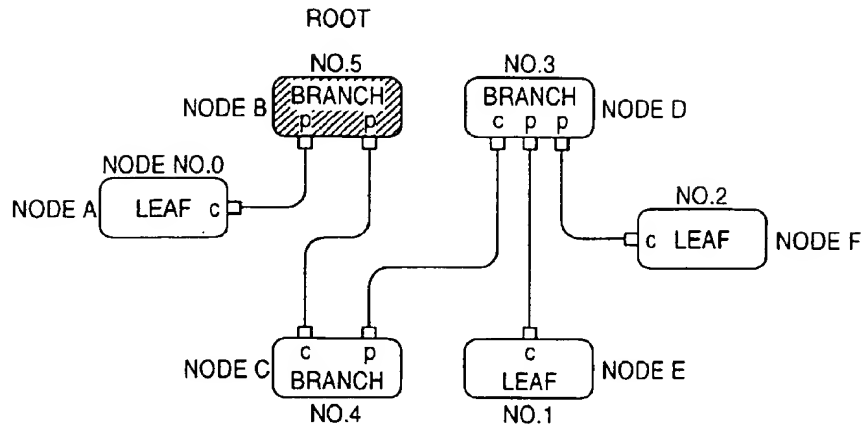 ROOT
NO.5
NO.3
BRANCH
p p
NODE B
BRANCH
c p p
NODE D
NODE NO.0
NODE A
LEAF c
NO.2
c LEAF
NODE F
c p
BRANCH
NODE C
NO.4
c
LEAF
NODE E
NO.1